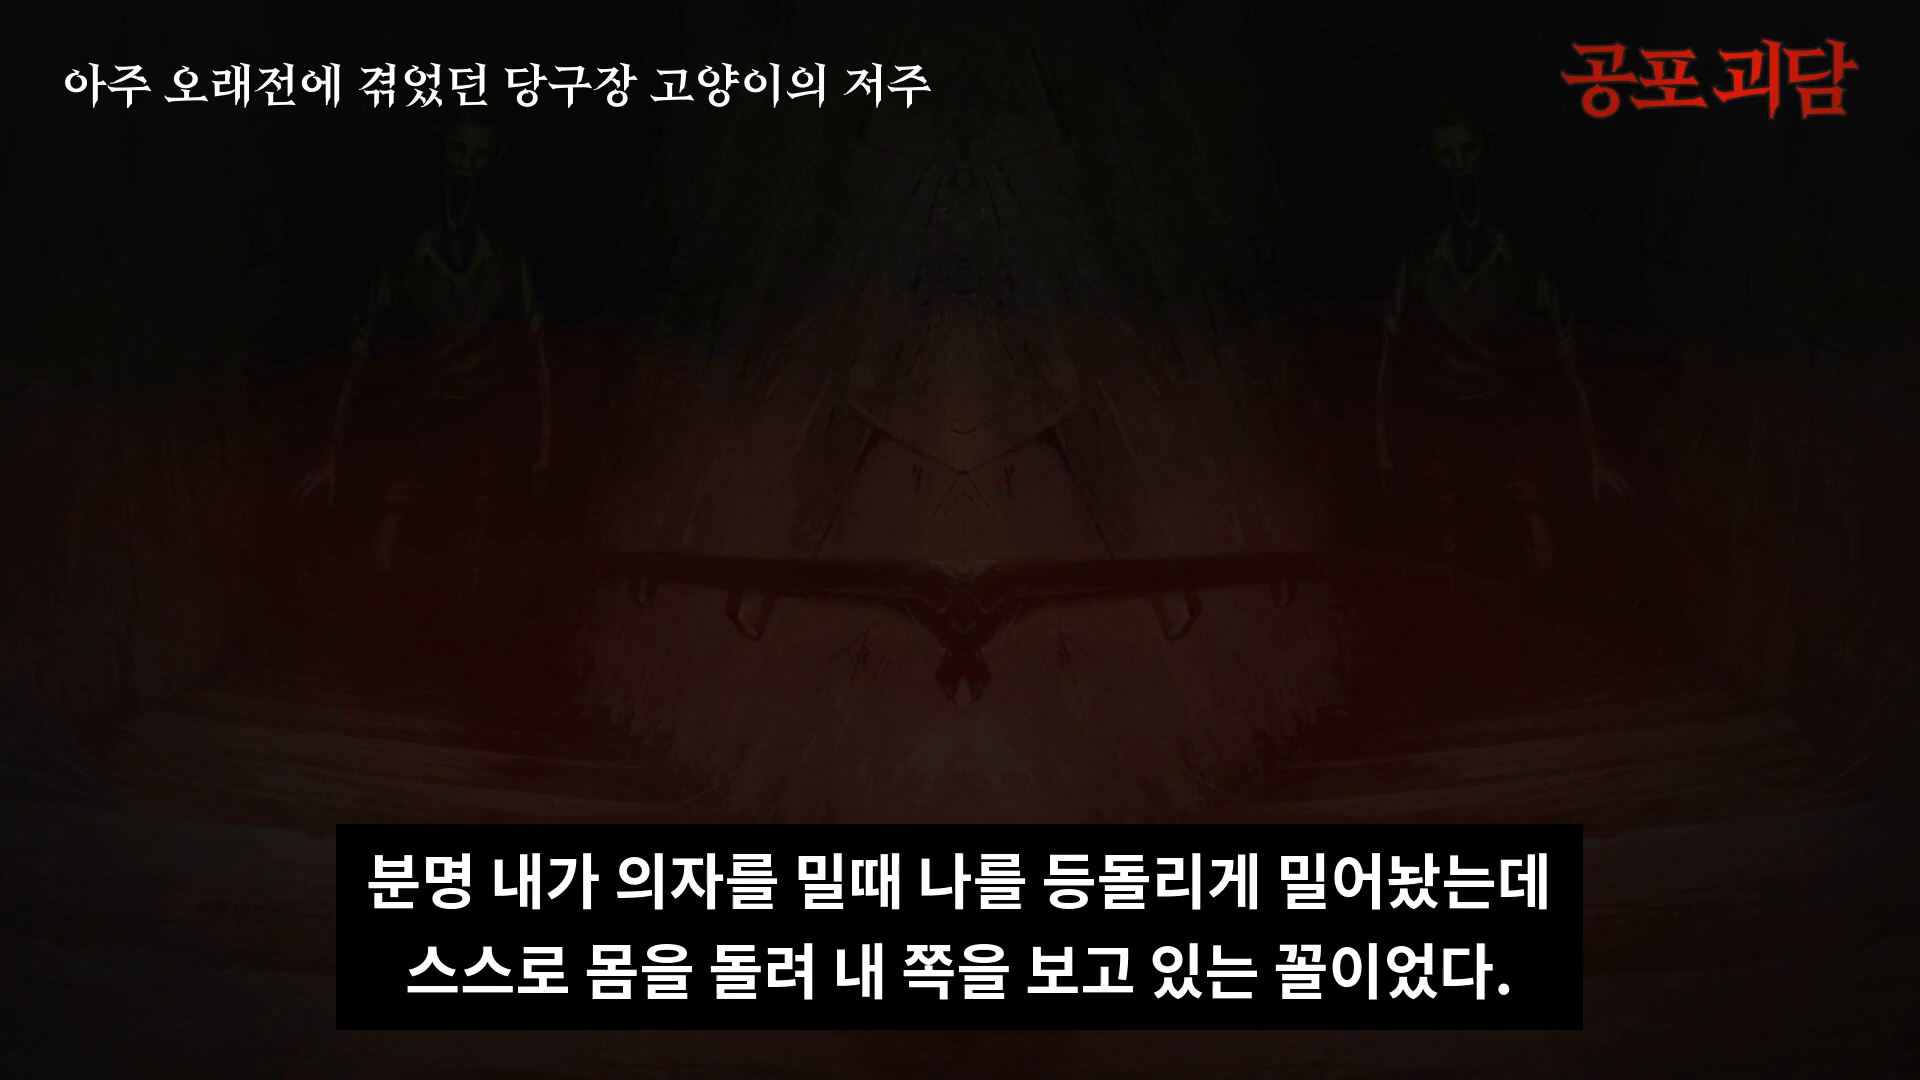 아주 오래전에 겪었던 당구장 고양이의 저주
공포괴담
분명 내가 의자를 밀때 나를 등돌리게 밀어놨는데
스스로 몸을 돌려 내 쪽을 보고 있는 꼴이었다.